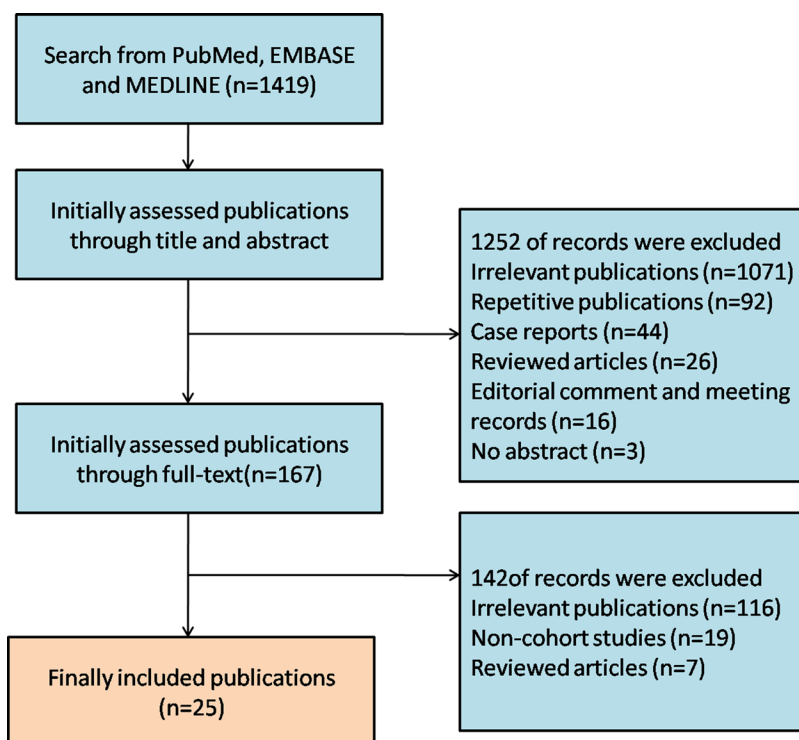 Search from PubMed, EMBASE
and MEDLINE (n=1419)
Initially assessed publications
through title and abstract
1252 of records were excluded
Irrelevant publications (n=1071)
Repetitive publications (n=92)
Case reports (n=44)
Reviewed articles (n=26)
Editorial comment and meeting
records (n=16)
No abstract (n=3)
Initially assessed publications
through full-text(n=167)
142of records were excluded
Irrelevant publications (n=116)
Non-cohort studies (n=19)
Reviewed articles (n=7)
Finally included publications
(n=25)